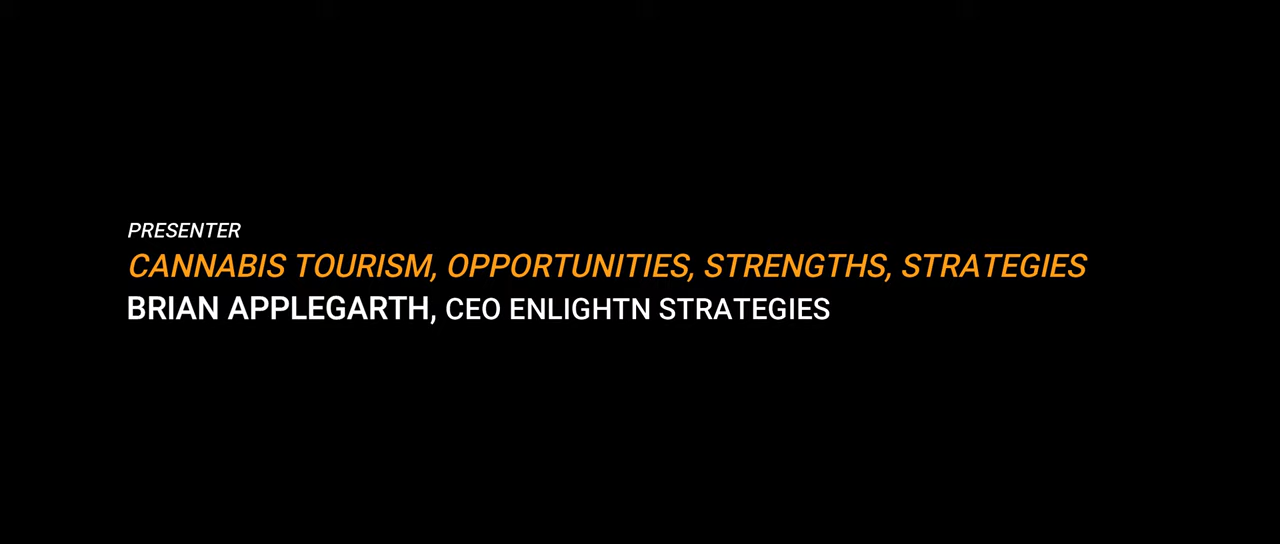 PRESENTER
CANNABIS TOURISM, OPPORTUNITIES, STRENGTHS, STRATEGIES
BRIAN APPLEGARTH, CEO ENLIGHTN STRATEGIES